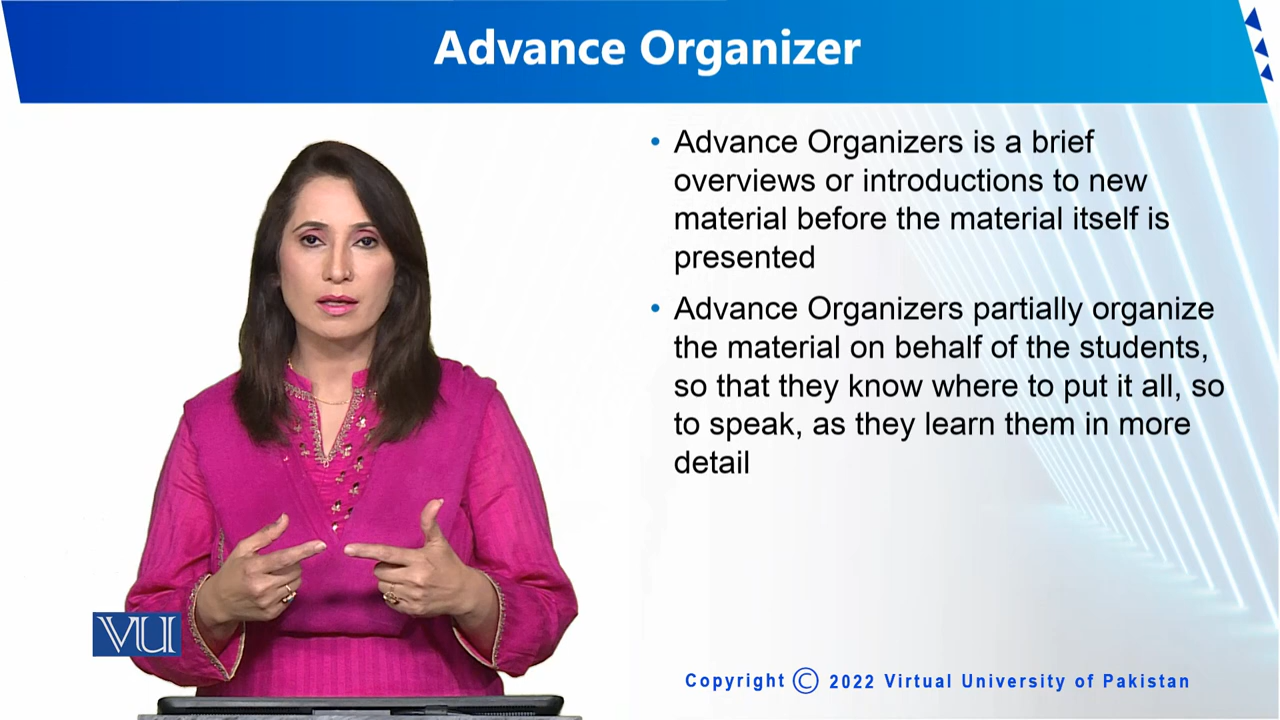 Advance Organizer
• Advance Organizers is a brief
overviews or introductions to new
material before the material itself is
presented
• Advance Organizers partially organize
the material on behalf of the students,
so that they know where to put it all, so
to speak, as they learn them in more
detail
VU
Copyright © 2022 Virtual University of Pakistan